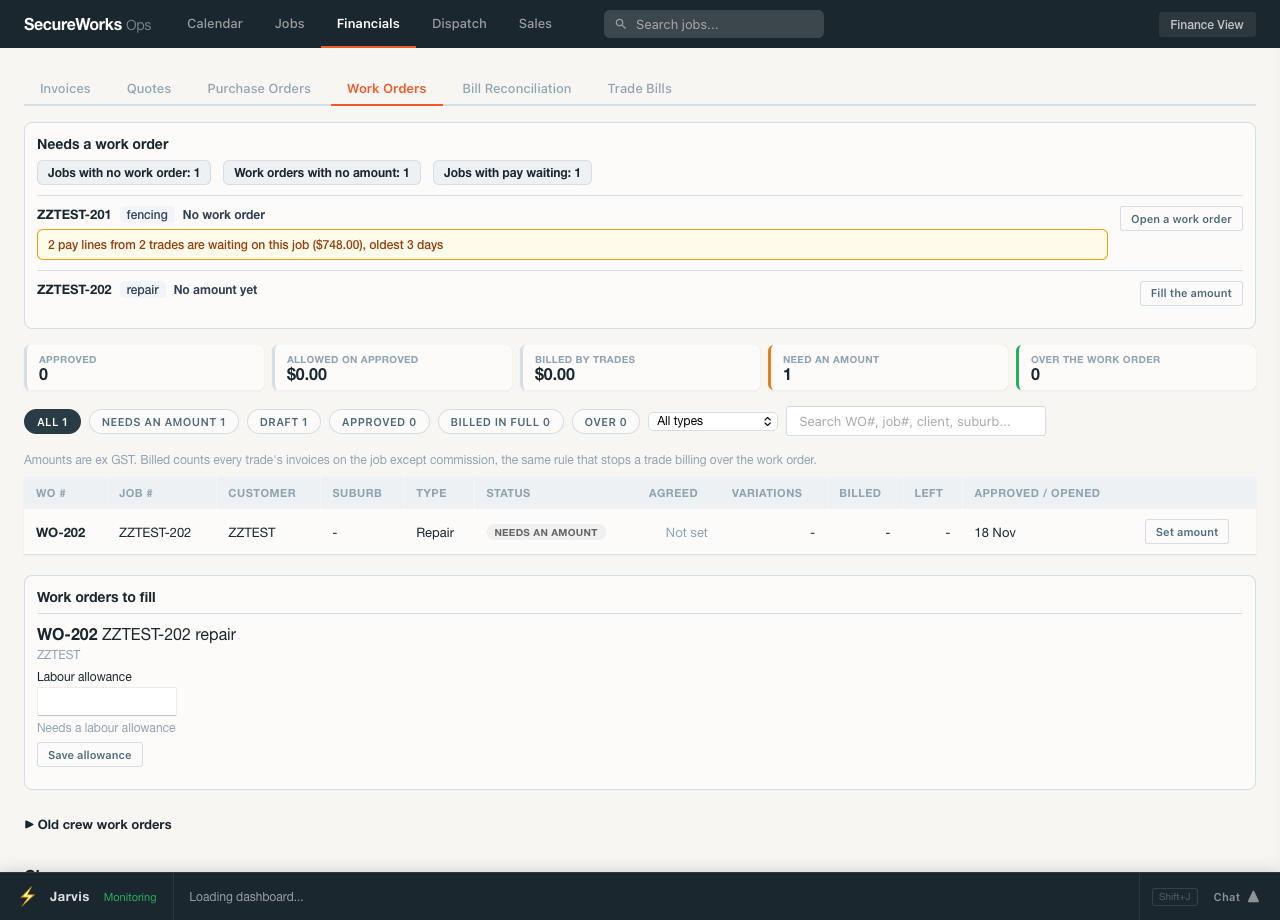 SecureWorks Ops Calendar Jobs Financials Dispatch Sales Search jobs... Finance View
Invoices Quotes Purchase Orders Work Orders Bill Reconciliation Trade Bills
Needs a work order
Jobs with no work order: 1 Work orders with no amount: 1 Jobs with pay waiting: 1
ZZTEST-201 fencing No work order Open a work order
2 pay lines from 2 trades are waiting on this job ($748.00), oldest 3 days
ZZTEST-202 repair No amount yet Fill the amount
APPROVED ALLOWED ON APPROVED BILLED BY TRADES NEED AN AMOUNT OVER THE WORK ORDER
0 $0.00 $0.00 1 0
ALL 1 NEEDS AN AMOUNT 1 DRAFT 1 APPROVED 0 BILLED IN FULL 0 OVER 0 All types Search WO#, job#, client, suburb...
Amounts are ex GST. Billed counts every trade's invoices on the job except commission, the same rule that stops a trade billing over the work order.
WO # JOB # CUSTOMER SUBURB TYPE STATUS AGREED VARIATIONS BILLED LEFT APPROVED / OPENED
WO-202 ZZTEST-202 ZZTEST - Repair NEEDS AN AMOUNT Not set - - - 18 Nov Set amount
Work orders to fill
WO-202 ZZTEST-202 repair
ZZTEST
Labour allowance
Needs a labour allowance
Save allowance
Old crew work orders
Jarvis Monitoring Loading dashboard... Shift+J Chat